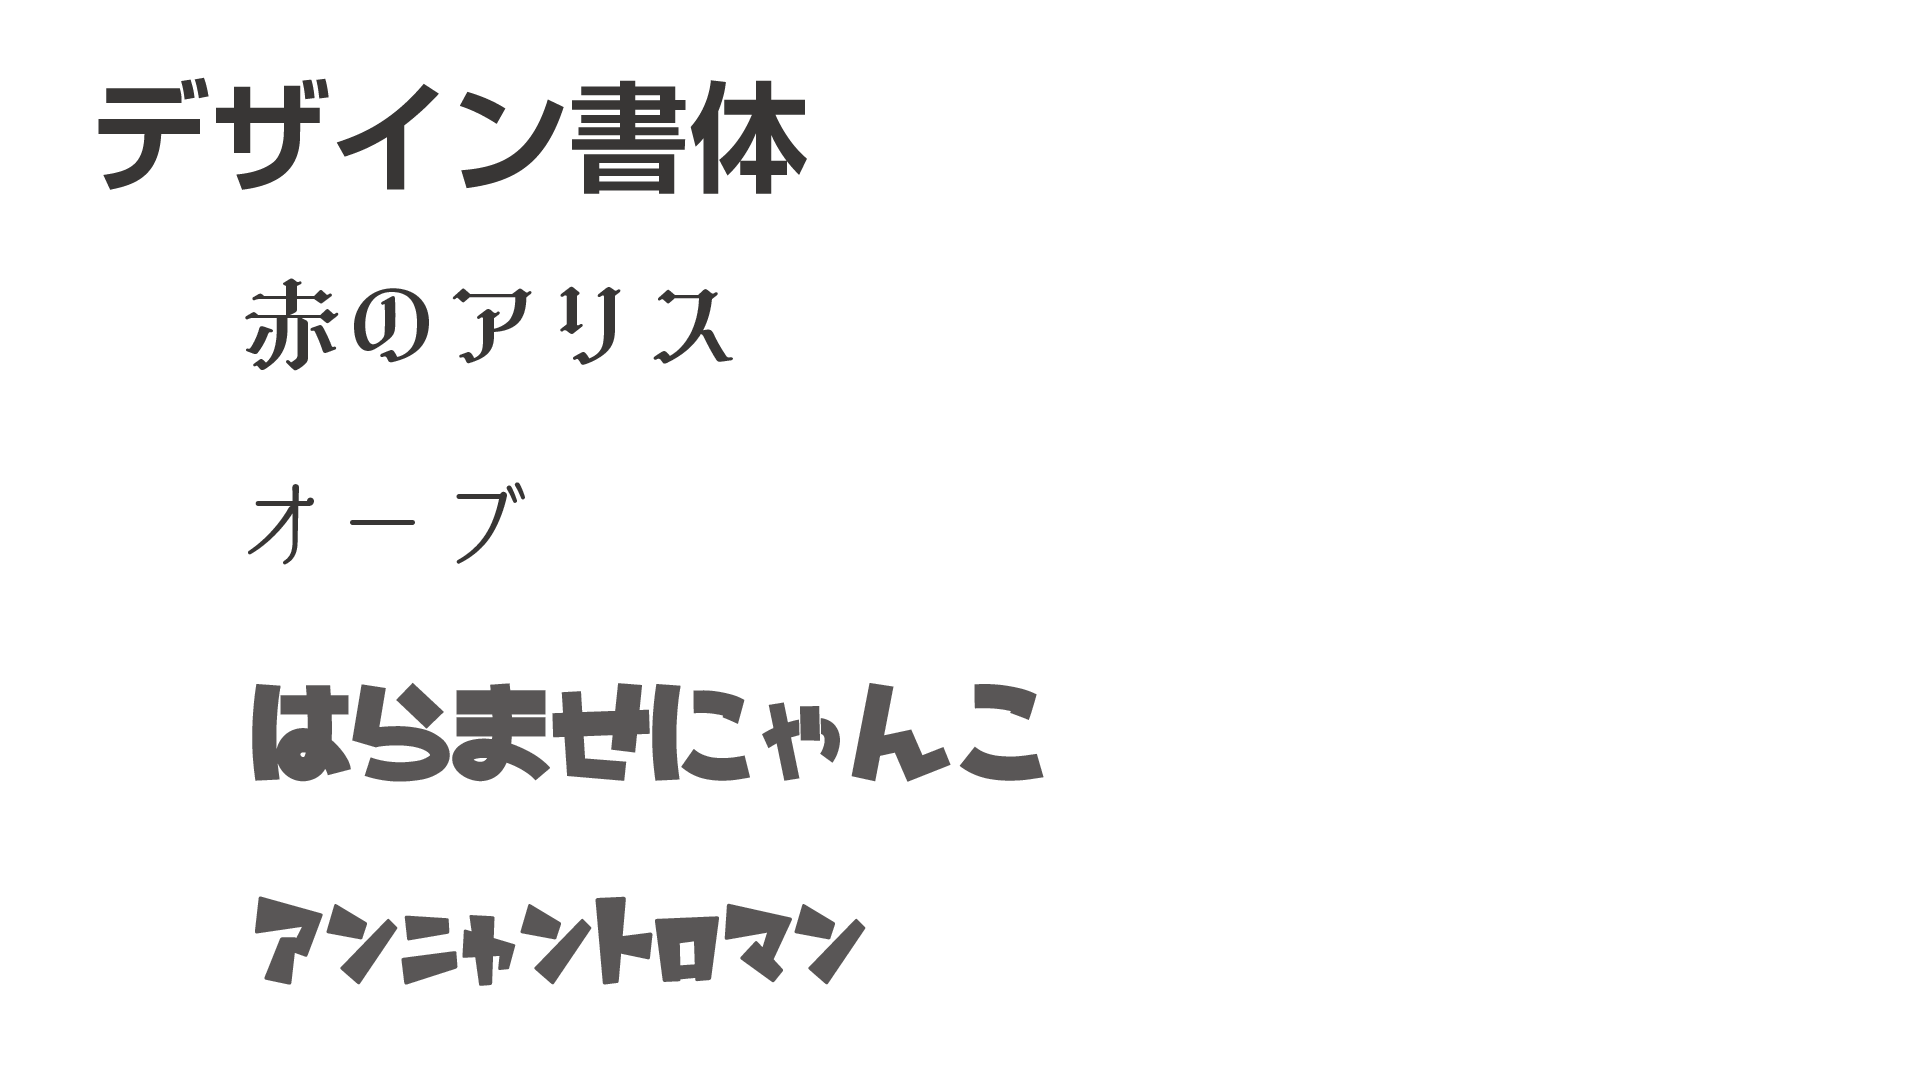 デザイン書体
赤のアリス
オーブ
はらませにゃんこ
アンニャントロマン